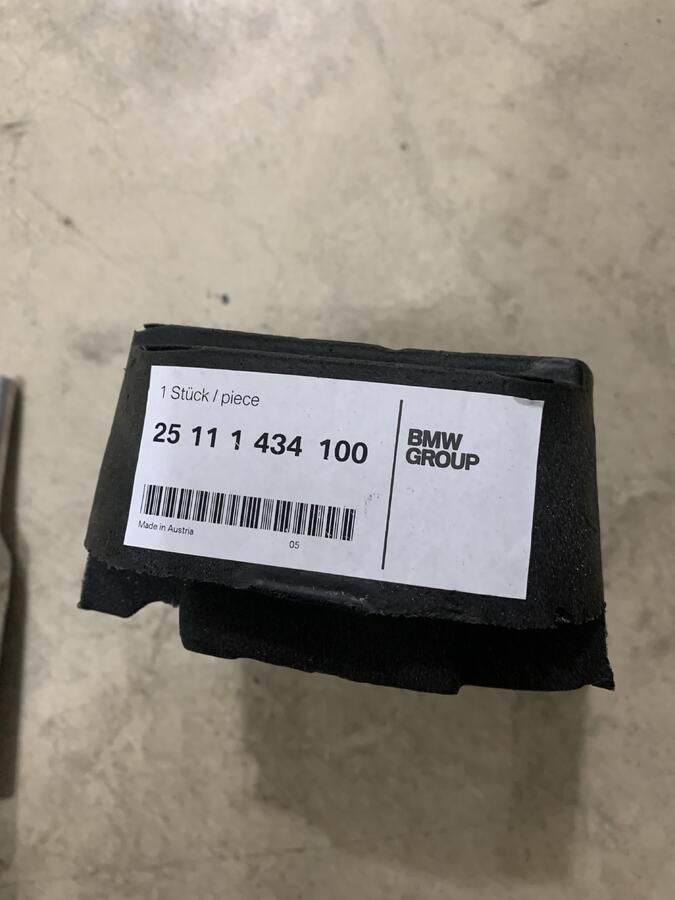 1 Stück / piece
25 11 1 434 100
Made in Austria
05
BMW
GROUP